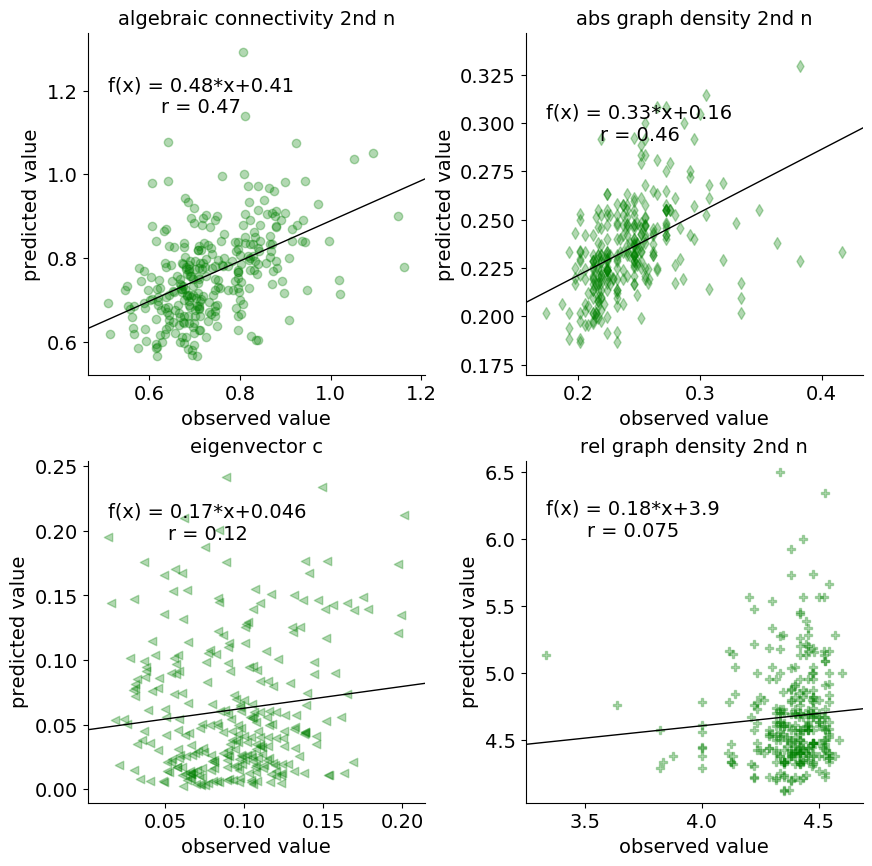 algebraic connectivity 2nd n
f(x) = 0.48*x+0.41
r = 0.47
predicted value
1.2
1.0
0.8
0.6
0.6 0.8 1.0 1.2
observed value
abs graph density 2nd n
f(x) = 0.33*x+0.16
r = 0.46
predicted value
0.325
0.300
0.275
0.250
0.225
0.200
0.175
0.2 0.3 0.4
observed value
eigenvector c
f(x) = 0.17*x+0.046
r = 0.12
predicted value
0.25
0.20
0.15
0.10
0.05
0.00
0.05 0.10 0.15 0.20
observed value
rel graph density 2nd n
f(x) = 0.18*x+3.9
r = 0.075
predicted value
6.5
6.0
5.5
5.0
4.5
3.5 4.0 4.5
observed value